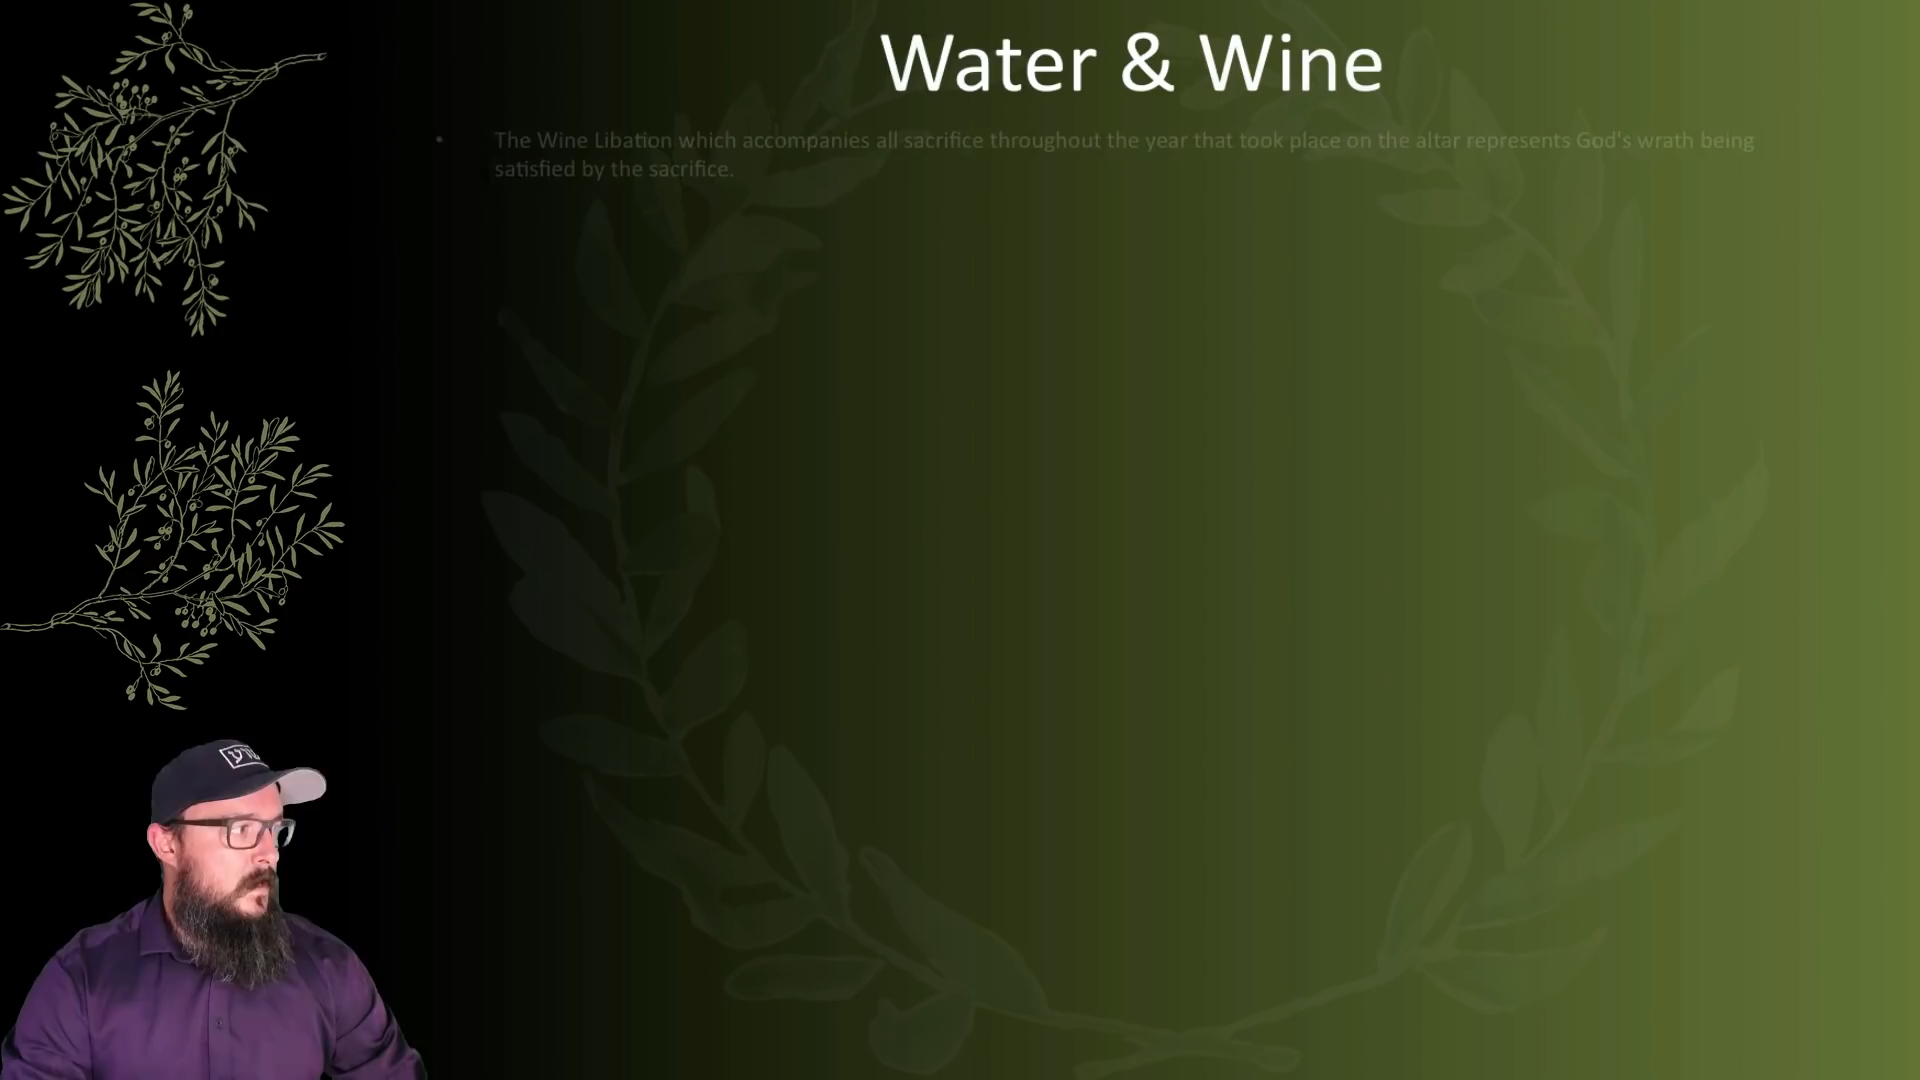 Water & Wine
• The Wine Libation which accompanies all sacrifice throughout the year that took place on the altar represents God's wrath being
satisfied by the sacrifice.